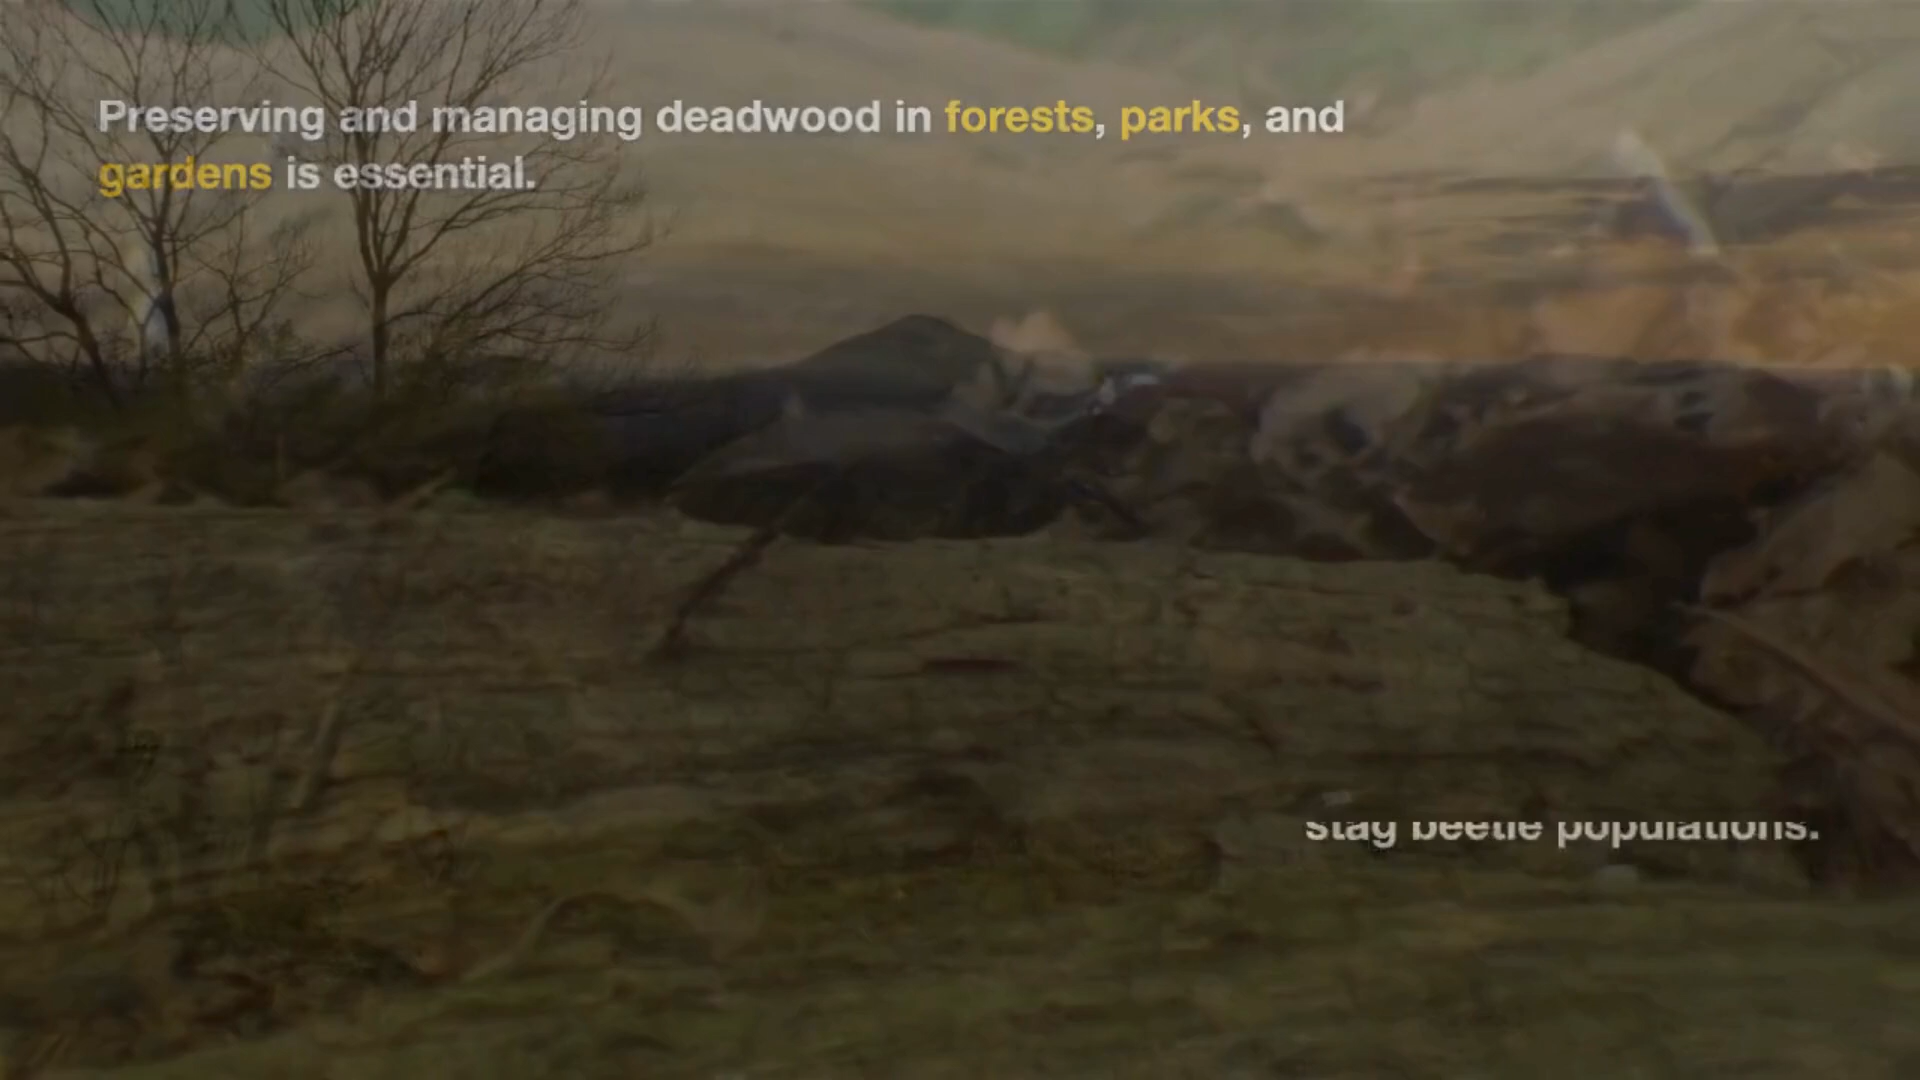 Preserving and managing deadwood in forests, parks, and
gardens is essential.
stag beetle populations.